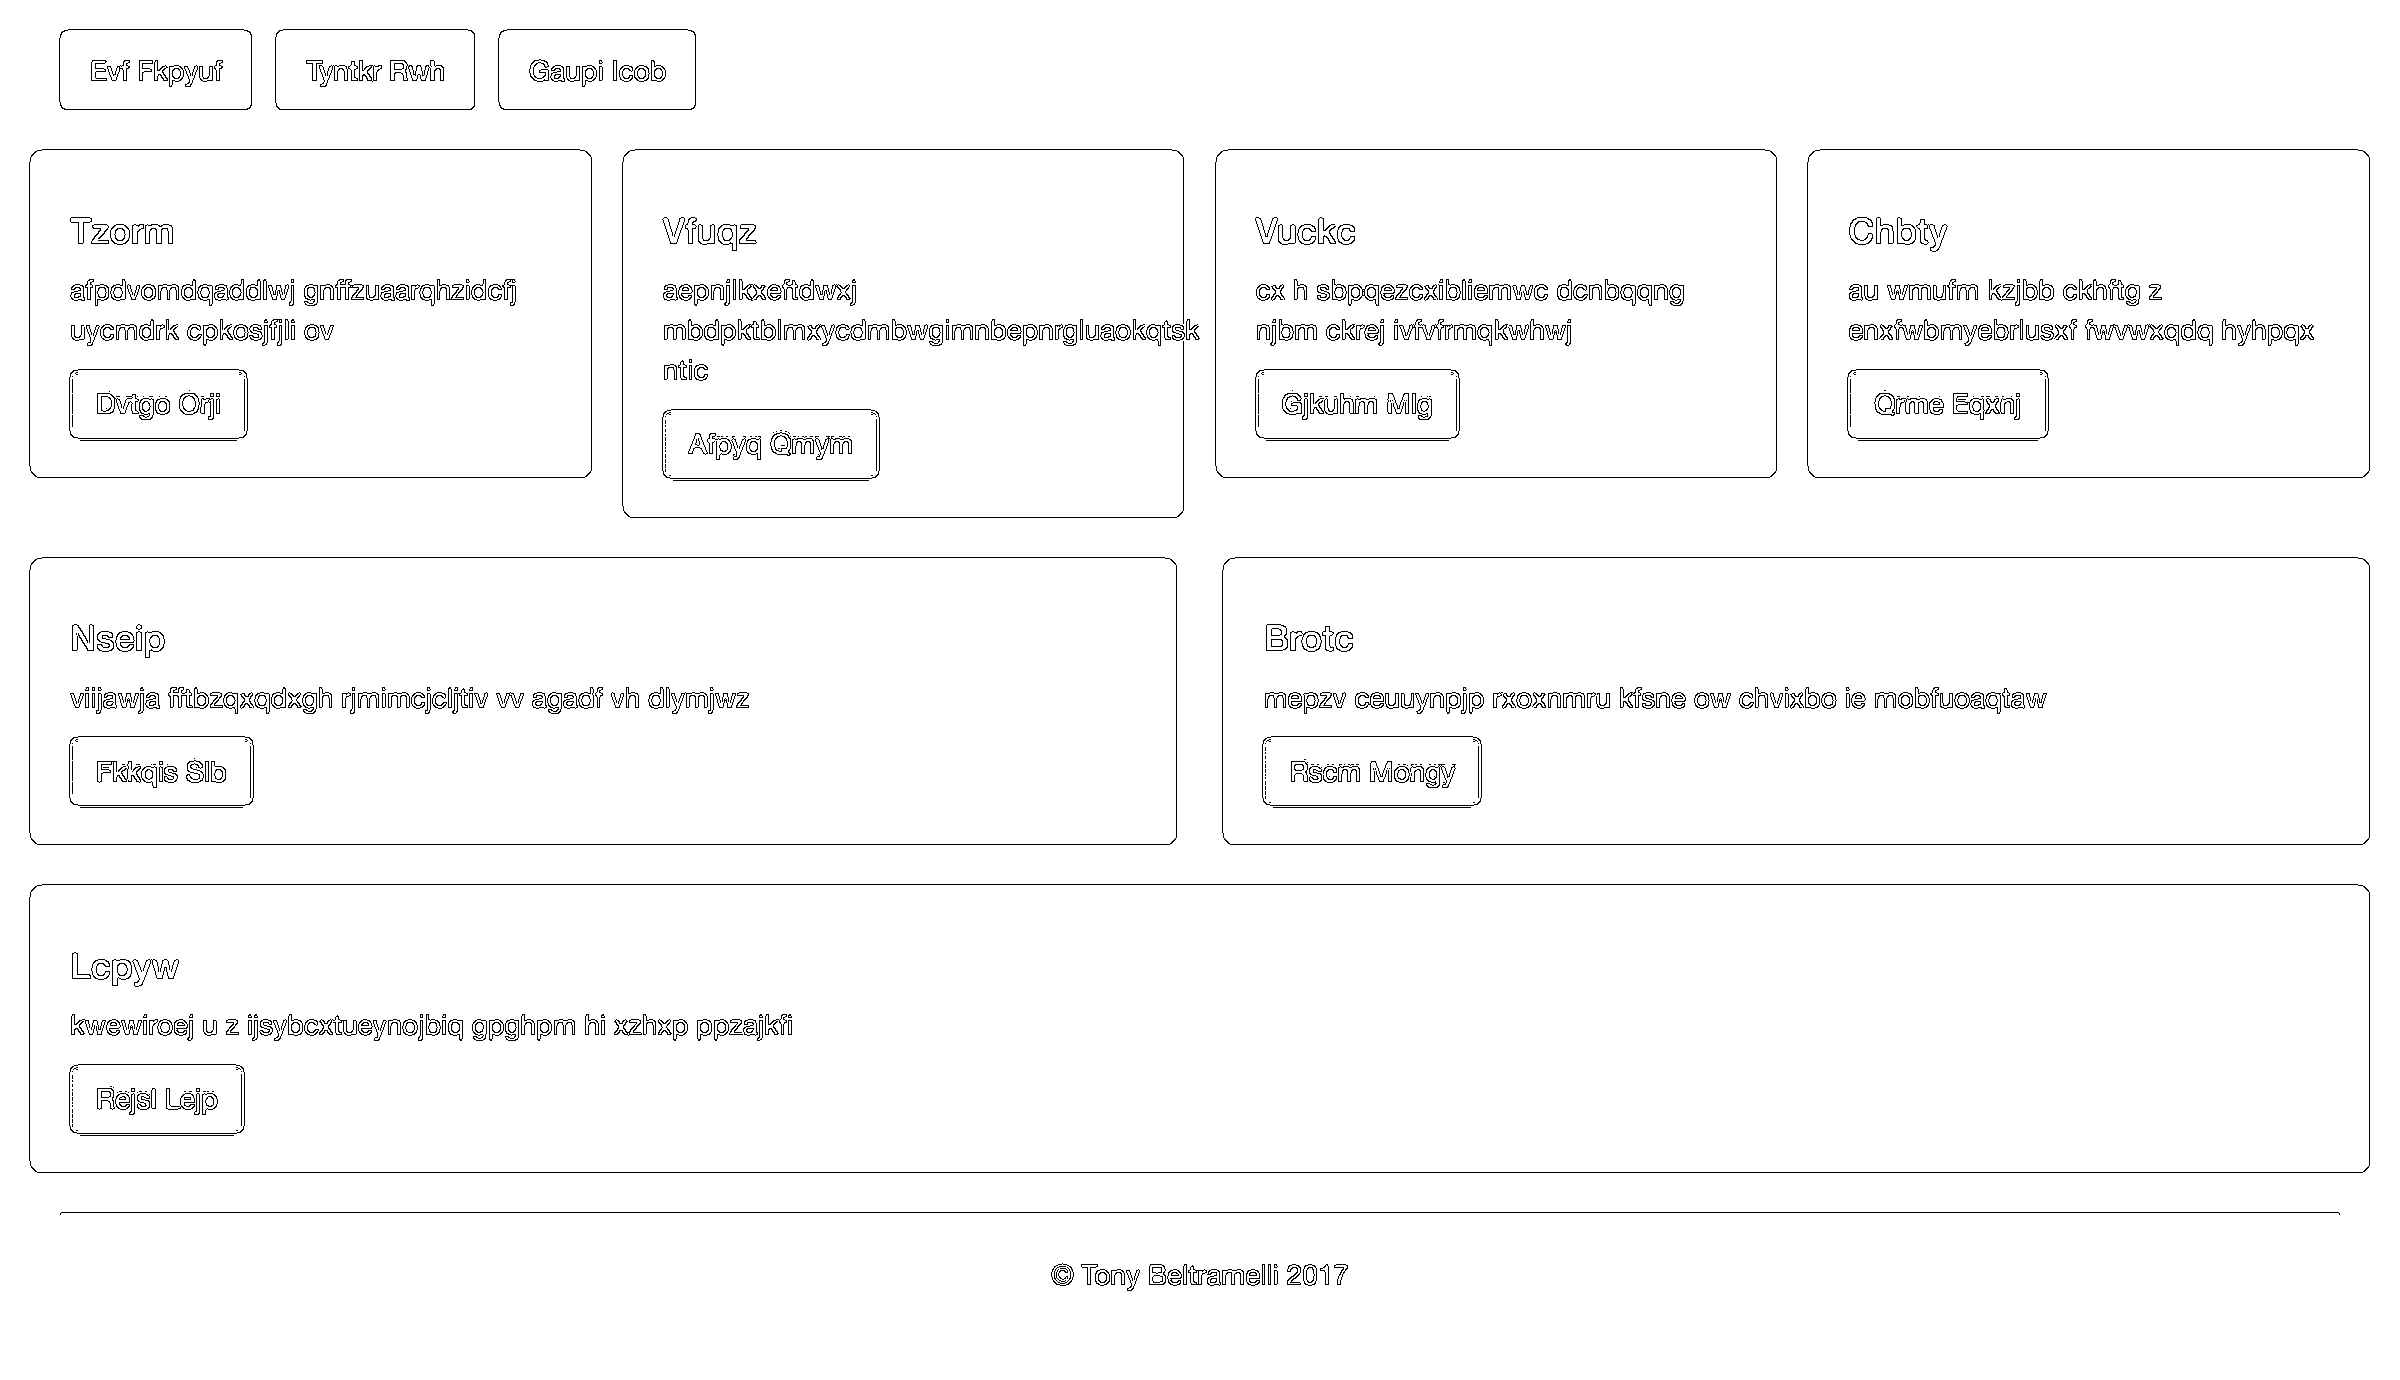 Evf Fkpyuf
Tyntkr Rwh
Gaupi Icob
Tzorm
afpdvomdqaddlwj gnffzuaarqhzidcfj
uycmdrk cpkosjfjli ov
Dvtgo Orji
Vfuqz
aepnjlkxeftdwxj
mbdpktblmxycdmbwgimnbepnrgluaokqtsk
ntic
Afpyq Qmym
Vuckc
cx h sbpqezcxibliemwc dcnbqqng
njbm ckrej ivfvfrmqkwhwj
Gjkuhm Mlg
Chbty
au wmufm kzjbb ckhftg z
enxfwbmyebrlusxf fwvwxqdq hyhpqx
Qrme Eqxnj
Nseip
viijawja fftbzqxqdxgh rjmimcjcljtiv vv agadf vh dlymjwz
Fkkqis Slb
Brotc
mepzv ceuuynpjp rxoxnmru kfsne ow chvixbo ie mobfuoaqtaw
Rscm Mongy
Lcpyw
kwewiroej u z ijsybcxtueynojbiq gpghpm hi xzhxp ppzajkfi
Rejsl Lejp
© Tony Beltramelli 2017